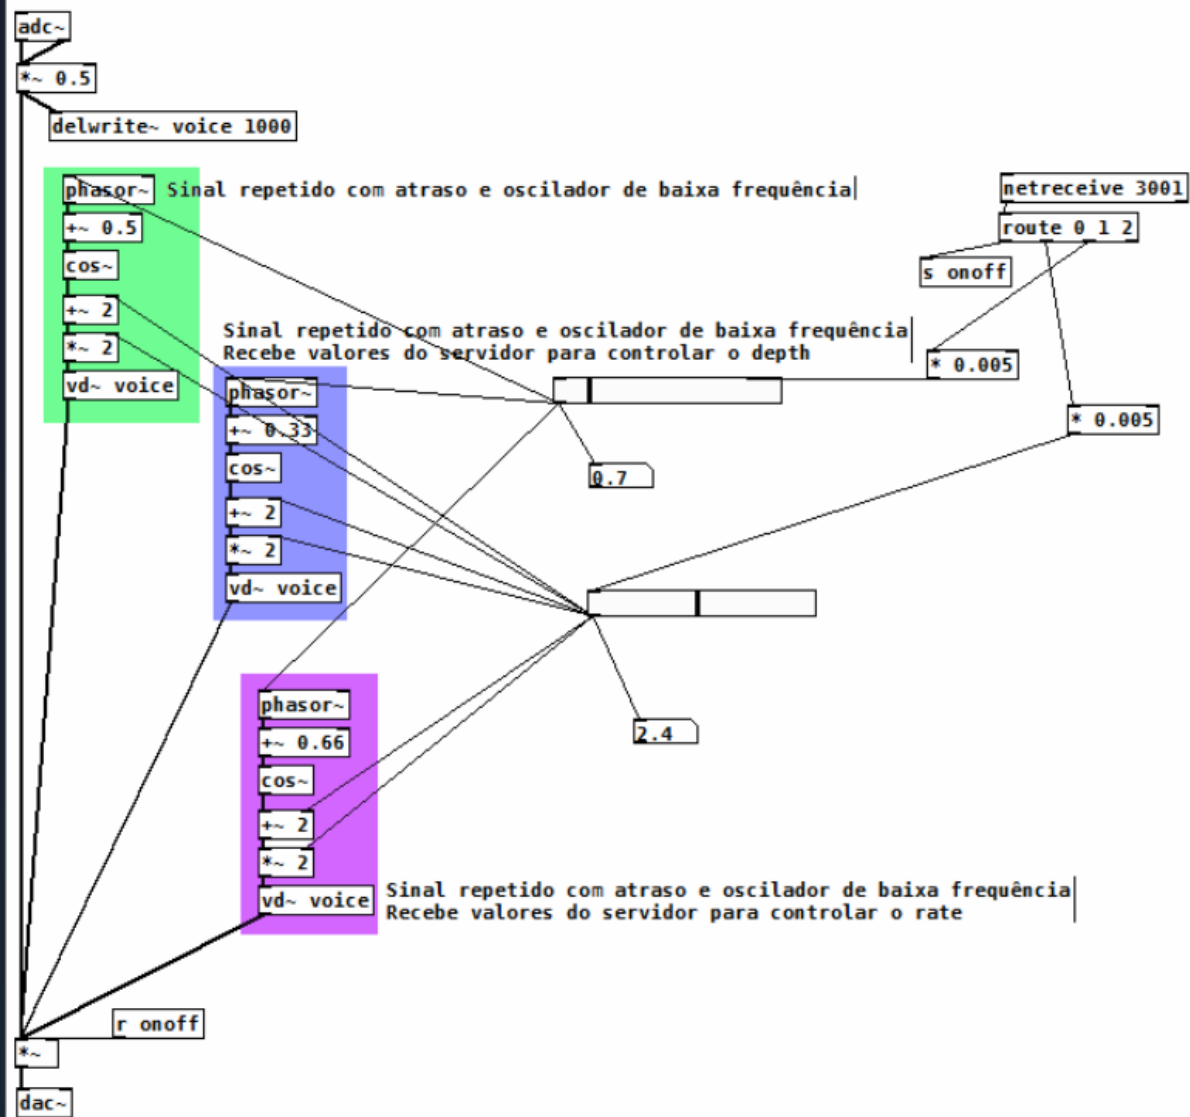 adc~
*~ 0.5
delwrite~ voice 1000
phasor~ Sinal repetido com atraso e oscilador de baixa frequência
+~ 0.5
cos~
+~ 2
*~ 2
vd~ voice
netreceive 3001
route 0 1 2
s onoff
Sinal repetido com atraso e oscilador de baixa frequência
Recebe valores do servidor para controlar o depth
* 0.005
* 0.005
phasor~
+~ 0.33
cos~
+~ 2
*~ 2
vd~ voice
0.7
2.4
phasor~
+~ 0.66
cos~
+~ 2
*~ 2
vd~ voice
Sinal repetido com atraso e oscilador de baixa frequência
Recebe valores do servidor para controlar o rate
r onoff
*~
dac~